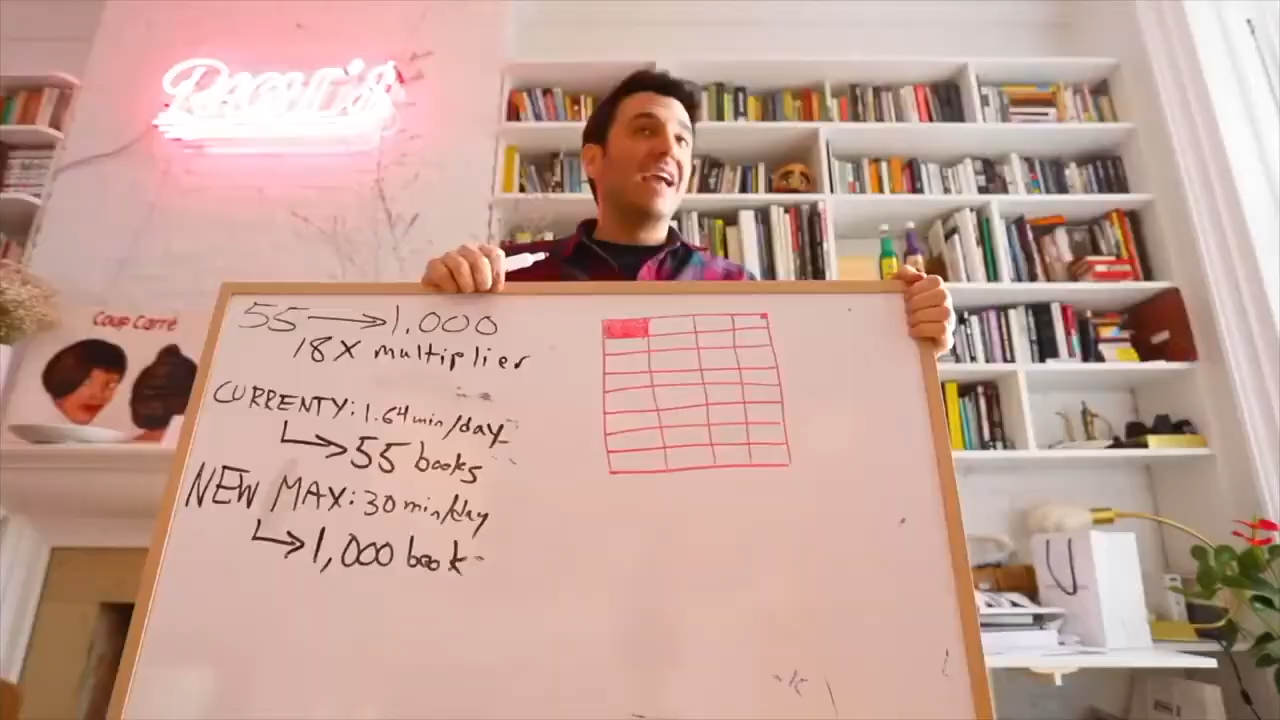 55 → 1,000
18X multiplier
CURRENTY: 1.64 min/day
↳ 55 books
NEW MAX: 30 min/day
↳ 1,000 book
Coup Carré